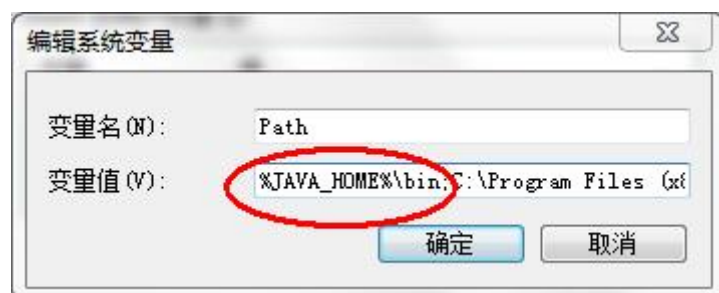 编辑系统变量
变量名(N): Path
变量值(V): %JAVA_HOME%\bin;C:\Program Files (x8
确定 取消